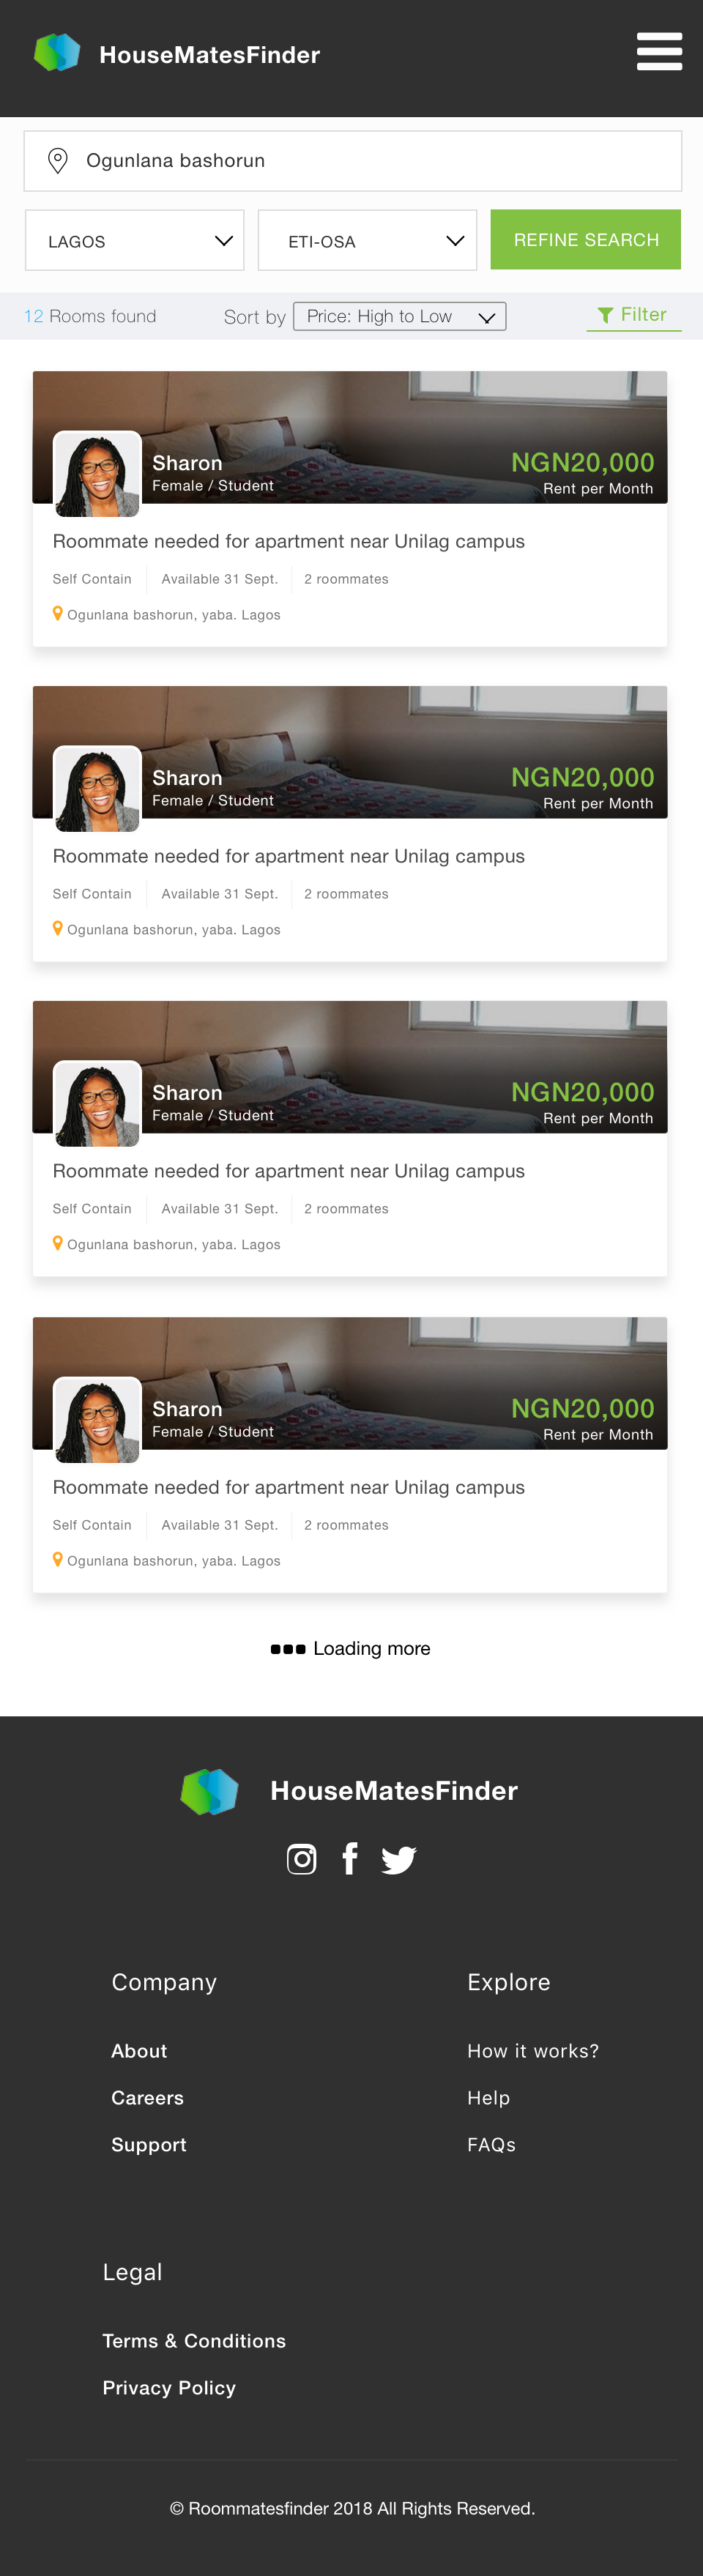 HouseMatesFinder
Ogunlana bashorun
LAGOS ETI-OSA REFINE SEARCH
12 Rooms found Sort by Price: High to Low Filter
Sharon
Female / Student
NGN20,000
Rent per Month
Roommate needed for apartment near Unilag campus
Self Contain Available 31 Sept. 2 roommates
Ogunlana bashorun, yaba. Lagos
Sharon
Female / Student
NGN20,000
Rent per Month
Roommate needed for apartment near Unilag campus
Self Contain Available 31 Sept. 2 roommates
Ogunlana bashorun, yaba. Lagos
Sharon
Female / Student
NGN20,000
Rent per Month
Roommate needed for apartment near Unilag campus
Self Contain Available 31 Sept. 2 roommates
Ogunlana bashorun, yaba. Lagos
Sharon
Female / Student
NGN20,000
Rent per Month
Roommate needed for apartment near Unilag campus
Self Contain Available 31 Sept. 2 roommates
Ogunlana bashorun, yaba. Lagos
Loading more
HouseMatesFinder
Company
About
Careers
Support
Explore
How it works?
Help
FAQs
Legal
Terms & Conditions
Privacy Policy
© Roommatesfinder 2018 All Rights Reserved.